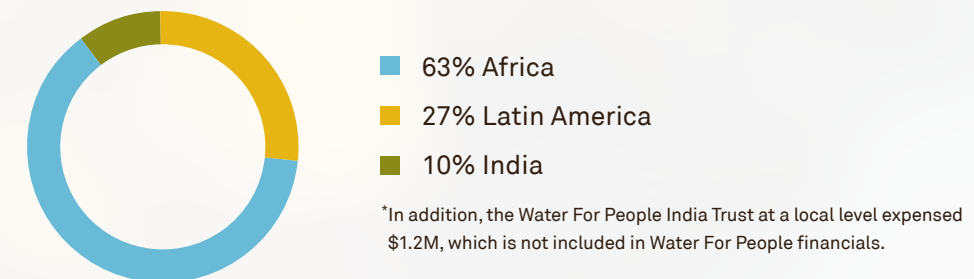 63% Africa
27% Latin America
10% India
*In addition, the Water For People India Trust at a local level expensed
$1.2M, which is not included in Water For People financials.